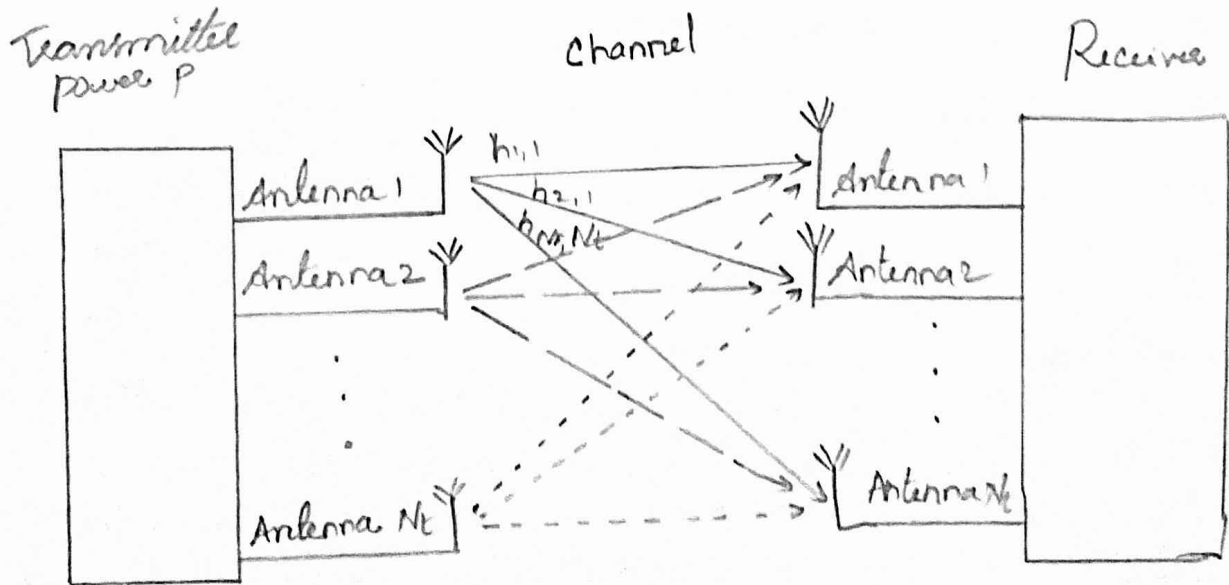 Transmitter
power P
Channel
Receiver
Antenna 1
Antenna 2
Antenna Nt
h1,1
h2,1
hNr,Nt
Antenna 1
Antenna 2
Antenna Nt